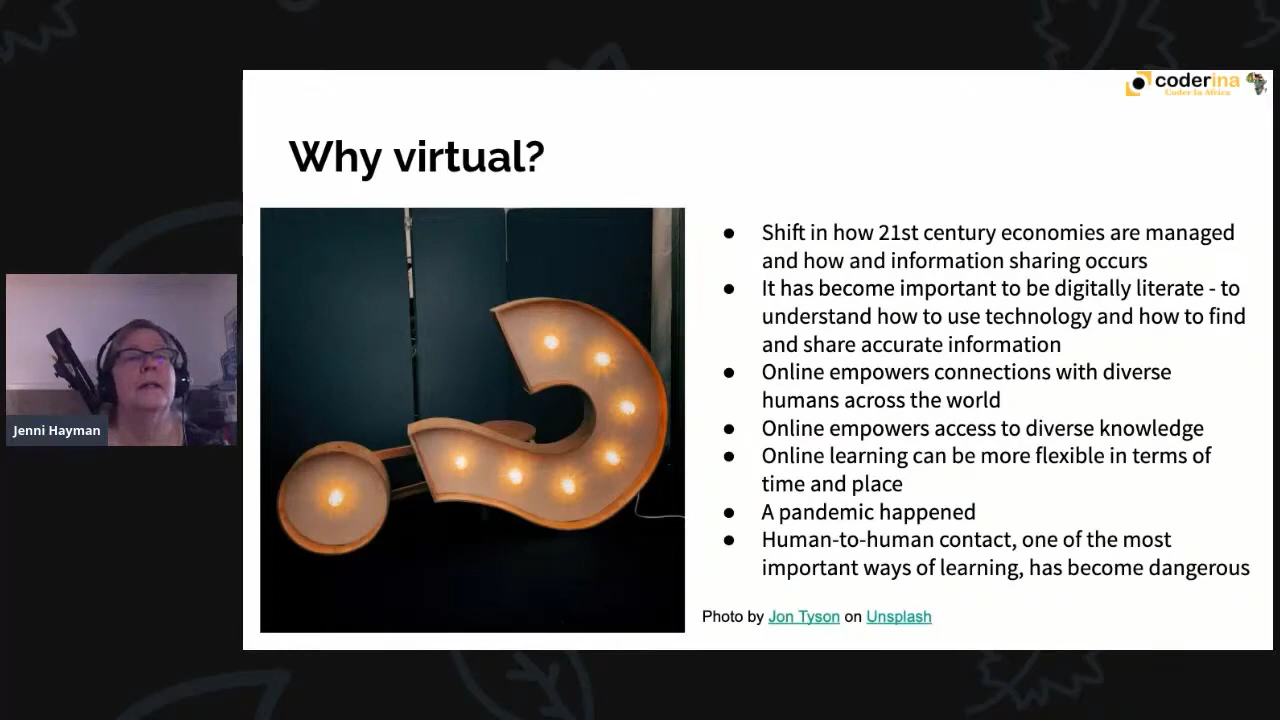 coderina
Coder in Africa
Why virtual?
● Shift in how 21st century economies are managed
and how and information sharing occurs
● It has become important to be digitally literate - to
understand how to use technology and how to find
and share accurate information
● Online empowers connections with diverse
humans across the world
● Online empowers access to diverse knowledge
● Online learning can be more flexible in terms of
time and place
● A pandemic happened
● Human-to-human contact, one of the most
important ways of learning, has become dangerous
Photo by Jon Tyson on Unsplash
Jenni Hayman